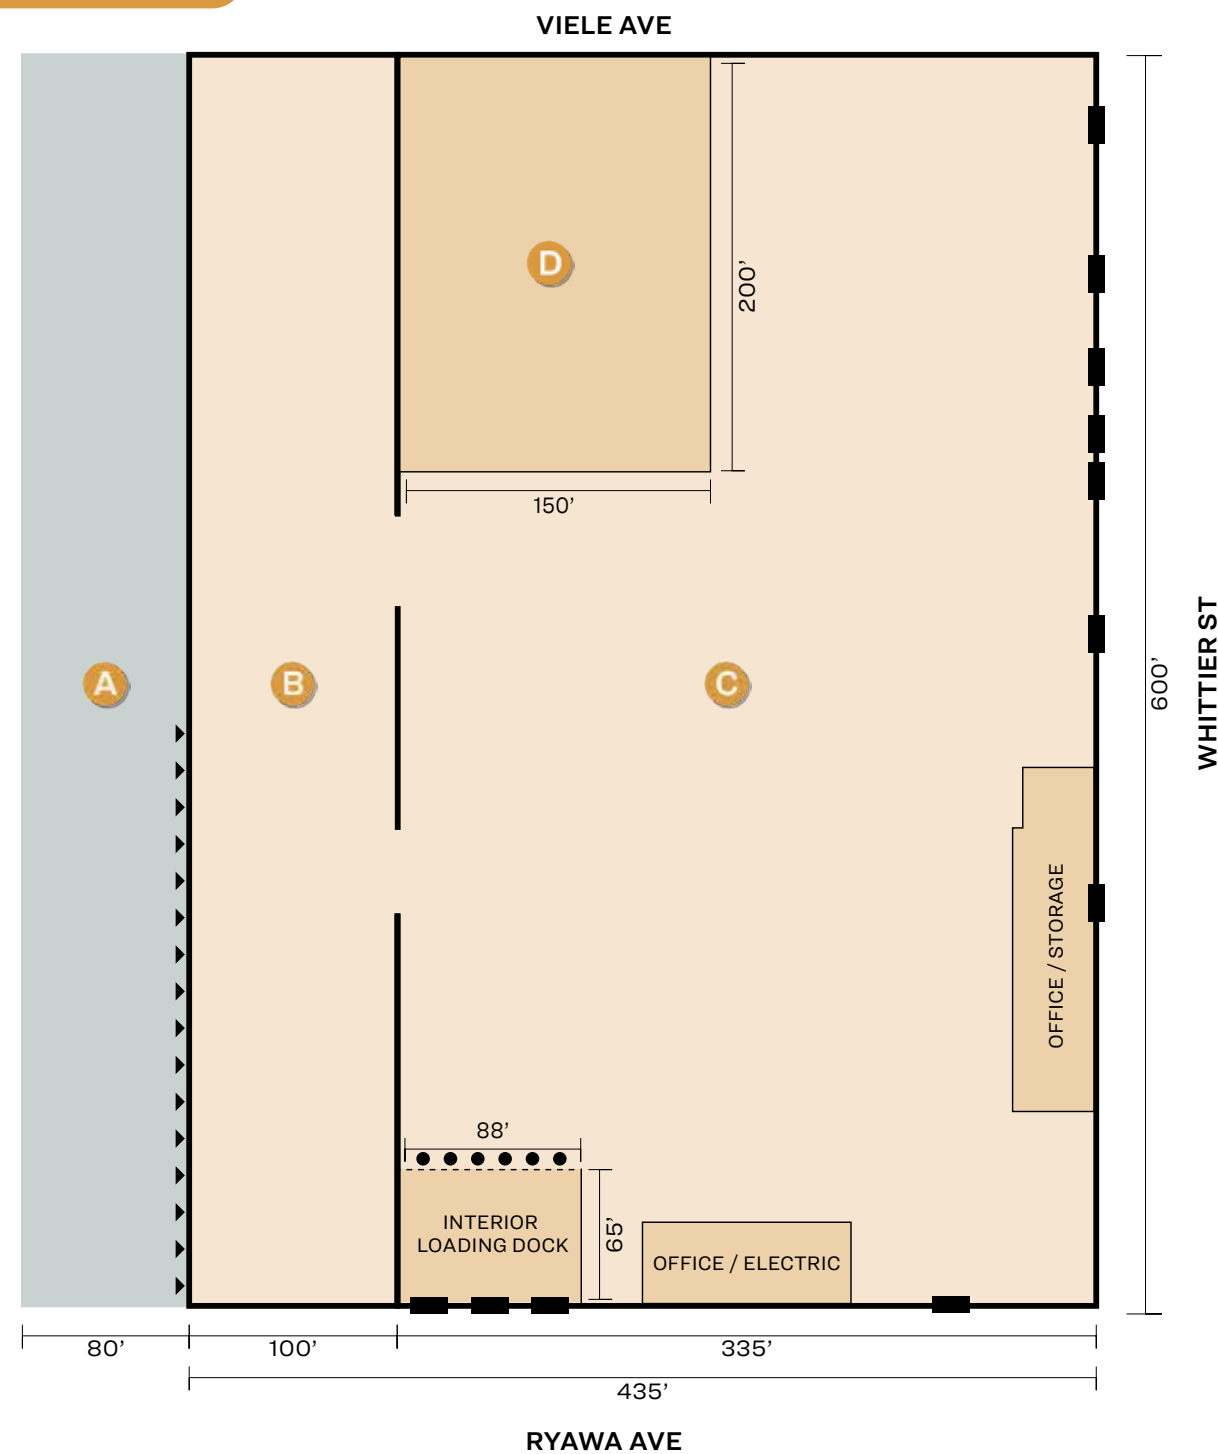 VIELE AVE
D
200’
150’
A
B
C
600’
WHITTIER ST
OFFICE / STORAGE
88’
INTERIOR
LOADING DOCK
65’
OFFICE / ELECTRIC
80’
100’
335’
435’
RYAWA AVE